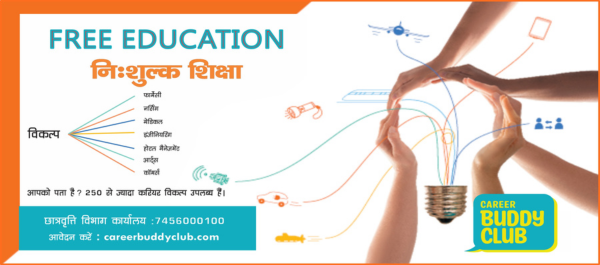 FREE EDUCATION
निःशुल्क शिक्षा
विकल्प
फार्मेसी
नर्सिंग
मेडिकल
इंजीनियरिंग
होटल मैनेजमेंट
आर्ट्स
कॉमर्स
आपको पता है ? 250 से ज्यादा करियर विकल्प उपलब्ध हैं।
छात्रवृत्ति विभाग कार्यालय : 7456000100
आवेदन करें : careerbuddyclub.com
CAREER
BUDDY
CLUB